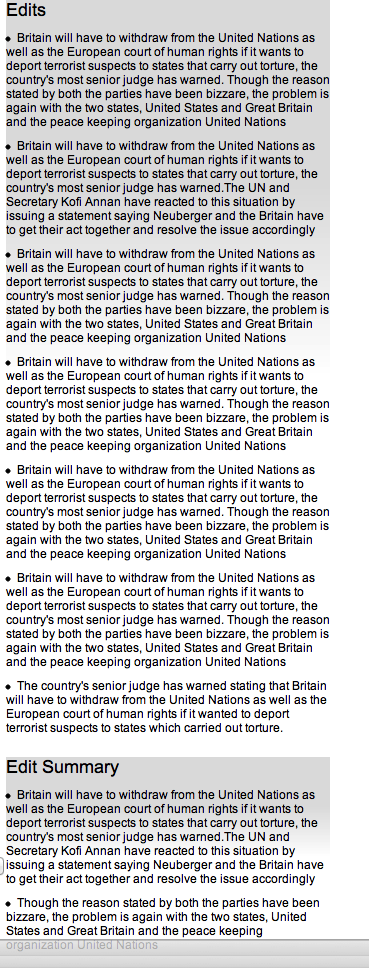 Edits
• Britain will have to withdraw from the United Nations as
well as the European court of human rights if it wants to
deport terrorist suspects to states that carry out torture, the
country's most senior judge has warned. Though the reason
stated by both the parties have been bizzare, the problem is
again with the two states, United States and Great Britain
and the peace keeping organization United Nations
• Britain will have to withdraw from the United Nations as
well as the European court of human rights if it wants to
deport terrorist suspects to states that carry out torture, the
country's most senior judge has warned.The UN and
Secretary Kofi Annan have reacted to this situation by
issuing a statement saying Neuberger and the Britain have
to get their act together and resolve the issue accordingly
• Britain will have to withdraw from the United Nations as
well as the European court of human rights if it wants to
deport terrorist suspects to states that carry out torture, the
country's most senior judge has warned. Though the reason
stated by both the parties have been bizzare, the problem is
again with the two states, United States and Great Britain
and the peace keeping organization United Nations
• Britain will have to withdraw from the United Nations as
well as the European court of human rights if it wants to
deport terrorist suspects to states that carry out torture, the
country's most senior judge has warned. Though the reason
stated by both the parties have been bizzare, the problem is
again with the two states, United States and Great Britain
and the peace keeping organization United Nations
• Britain will have to withdraw from the United Nations as
well as the European court of human rights if it wants to
deport terrorist suspects to states that carry out torture, the
country's most senior judge has warned. Though the reason
stated by both the parties have been bizzare, the problem is
again with the two states, United States and Great Britain
and the peace keeping organization United Nations
• Britain will have to withdraw from the United Nations as
well as the European court of human rights if it wants to
deport terrorist suspects to states that carry out torture, the
country's most senior judge has warned. Though the reason
stated by both the parties have been bizzare, the problem is
again with the two states, United States and Great Britain
and the peace keeping organization United Nations
• The country's senior judge has warned stating that Britain
will have to withdraw from the United Nations as well as the
European court of human rights if it wanted to deport
terrorist suspects to states which carried out torture.
Edit Summary
• Britain will have to withdraw from the United Nations as
well as the European court of human rights if it wants to
deport terrorist suspects to states that carry out torture, the
country's most senior judge has warned.The UN and
Secretary Kofi Annan have reacted to this situation by
issuing a statement saying Neuberger and the Britain have
to get their act together and resolve the issue accordingly
• Though the reason stated by both the parties have been
bizzare, the problem is again with the two states, United
States and Great Britain and the peace keeping
organization United Nations